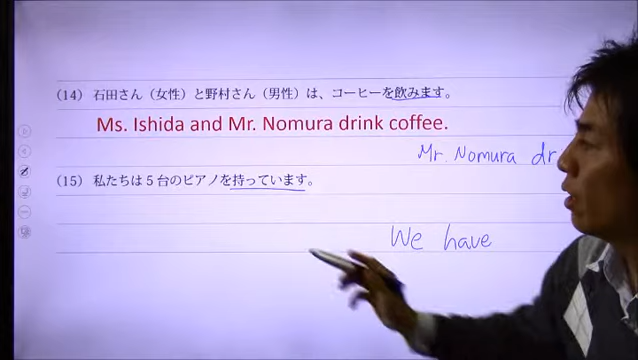 (14) 石田さん（女性）と野村さん（男性）は、コーヒーを飲みます。
Ms. Ishida and Mr. Nomura drink coffee.
Mr. Nomura dr
(15) 私たちは５台のピアノを持っています。
We have